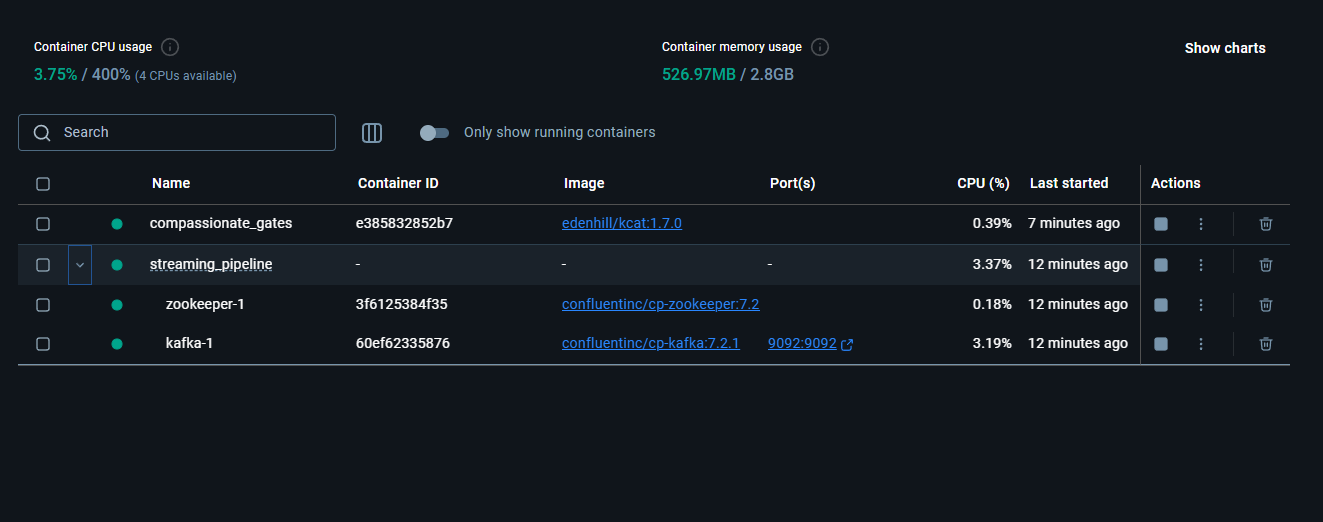 Container CPU usage
3.75% / 400% (4 CPUs available)
Container memory usage
526.97MB / 2.8GB
Show charts
Search
Only show running containers
Name Container ID Image Port(s) CPU (%) Last started Actions
compassionate_gates e385832852b7 edenhill/kcat:1.7.0 0.39% 7 minutes ago
streaming_pipeline - - - 3.37% 12 minutes ago
zookeeper-1 3f6125384f35 confluentinc/cp-zookeeper:7.2 0.18% 12 minutes ago
kafka-1 60ef62335876 confluentinc/cp-kafka:7.2.1 9092:9092 3.19% 12 minutes ago